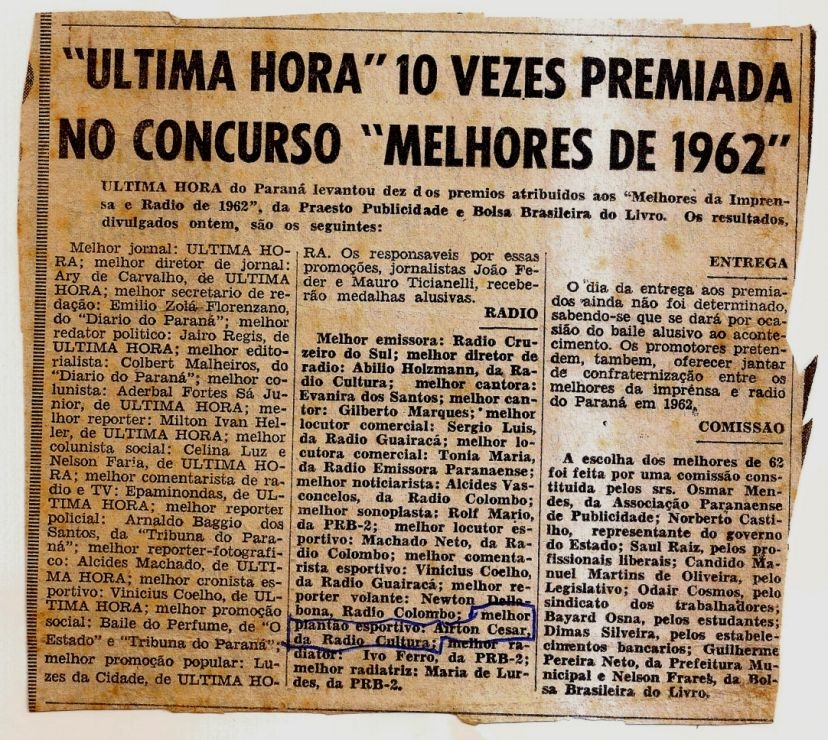 "ULTIMA HORA" 10 VEZES PREMIADA
NO CONCURSO "MELHORES DE 1962"
ULTIMA HORA do Paraná levantou dez dos premios atribuidos aos "Melhores da Impren-
sa e Radio de 1962", da Praesto Publicidade e Bolsa Brasileira do Livro. Os resultados,
divulgados ontem, são os seguintes:
Melhor jornal: ULTIMA HO-
RA; melhor diretor de jornal:
Ary de Carvalho, de ULTIMA
HORA; melhor secretario de re-
dação: Emilio Zolá Florenzano,
do "Diario do Paraná"; melhor
redator politico: Jairo Regis, de
ULTIMA HORA; melhor edito-
rialista: Colbert Malheiros, do
"Diario do Paraná"; melhor co-
lunista: Aderbal Fortes Sá Ju-
nior, de ULTIMA HORA; me-
lhor reporter: Milton Ivan Hel-
ler, de ULTIMA HORA; melhor
colunista social: Celina Luz e
Nelson Faria, de ULTIMA HO-
RA; melhor comentarista de ra-
dio e TV: Epaminondas, de UL-
TIMA HORA; melhor reporter
policial: Arnaldo Baggio dos
Santos, da "Tribuna do Para-
ná"; melhor reporter-fotografi-
co: Alcides Machado, de ULTI-
MA HORA; melhor cronista es-
portivo: Vinicius Coelho, de UL-
TIMA HORA; melhor promoção
social: Baile do Perfume, de "O
Estado" e "Tribuna do Paraná";
melhor promoção popular: Lu-
zes da Cidade, de ULTIMA HO-
RA. Os responsaveis por essas
promoções, jornalistas João Fe-
der e Mauro Ticianelli, recebe-
rão medalhas alusivas.
RADIO
Melhor emissora: Radio Cru-
zeiro do Sul; melhor diretor de
radio: Abilio Holzmann, da Ra-
dio Cultura; melhor cantora:
Evanira dos Santos; melhor can-
tor: Gilberto Marques; melhor
locutor comercial: Sergio Luis,
da Radio Guairacá; melhor lo-
cutora comercial: Tonia Maria,
da Radio Emissora Paranaense;
melhor noticiarista: Alcides Vas-
concelos, da Radio Colombo; me-
lhor sonoplasta: Rolf Mario,
da PRB-2; melhor locutor es-
portivo: Machado Neto, da Ra-
dio Colombo; melhor comenta-
rista esportivo: Vinicius Coelho,
da Radio Guairacá; melhor re-
porter volante: Newton Della-
bona, Radio Colombo; melhor
plantão esportivo: Airton Cesar,
da Radio Cultura; melhor ra-
diator: Ivo Ferro, da PRB-2;
melhor radiatriz: Maria de Lur-
des, da PRB-2.
ENTREGA
O dia da entrega aos premia-
dos ainda não foi determinado,
sabendo-se que se dará por oca-
sião do baile alusivo ao aconte-
cimento. Os promotores preten-
dem, tambem, oferecer jantar
de confraternização entre os
melhores da imprensa e radio
do Paraná em 1962.
COMISSÃO
A escolha dos melhores de 62
foi feita por uma comissão cons-
tituida pelos srs. Osmar Men-
des, da Associação Paranaense
de Publicidade; Norberto Casti-
lho, representante do governo
do Estado; Saul Raiz, pelos pro-
fissionais liberais; Candido Ma-
nuel Martins de Oliveira, pelo
Legislativo; Odair Cosmos, pelo
sindicato dos trabalhadores;
Bayard Osna, pelos estudantes;
Dimas Silveira, pelos estabele-
cimentos bancarios; Guilherme
Pereira Neto, da Prefeitura Mu-
nicipal e Nelson Frares, da Bol-
sa Brasileira do Livro.